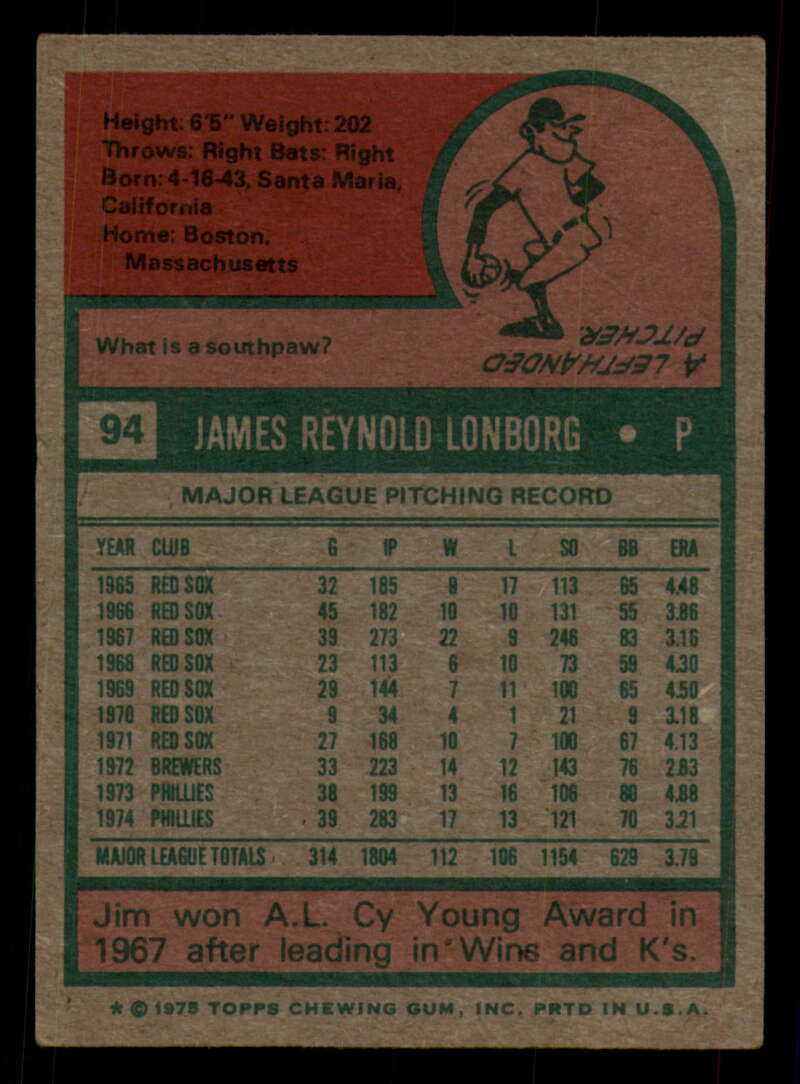 Height: 6'5" Weight: 202
Throws: Right Bats: Right
Born: 4-16-43, Santa Maria,
California
Home: Boston,
Massachusetts
What is a southpaw?
A LEFTHANDED
PITCHER.
94 JAMES REYNOLD LONBORG • P
MAJOR LEAGUE PITCHING RECORD
YEAR CLUB G IP W L SO BB ERA
1965 RED SOX 32 185 9 17 113 65 4.48
1966 RED SOX 45 182 10 10 131 55 3.86
1967 RED SOX 39 273 22 9 246 83 3.16
1968 RED SOX 23 113 6 10 73 59 4.30
1969 RED SOX 29 144 7 11 100 65 4.50
1970 RED SOX 9 34 4 1 21 9 3.18
1971 RED SOX 27 168 10 7 100 67 4.13
1972 BREWERS 33 223 14 12 143 76 2.83
1973 PHILLIES 38 199 13 16 106 80 4.88
1974 PHILLIES 39 283 17 13 121 70 3.21
MAJOR LEAGUE TOTALS 314 1804 112 106 1154 629 3.79
Jim won A.L. Cy Young Award in
1967 after leading in Wins and K's.
* © 1975 TOPPS CHEWING GUM, INC. PRTD IN U.S.A.